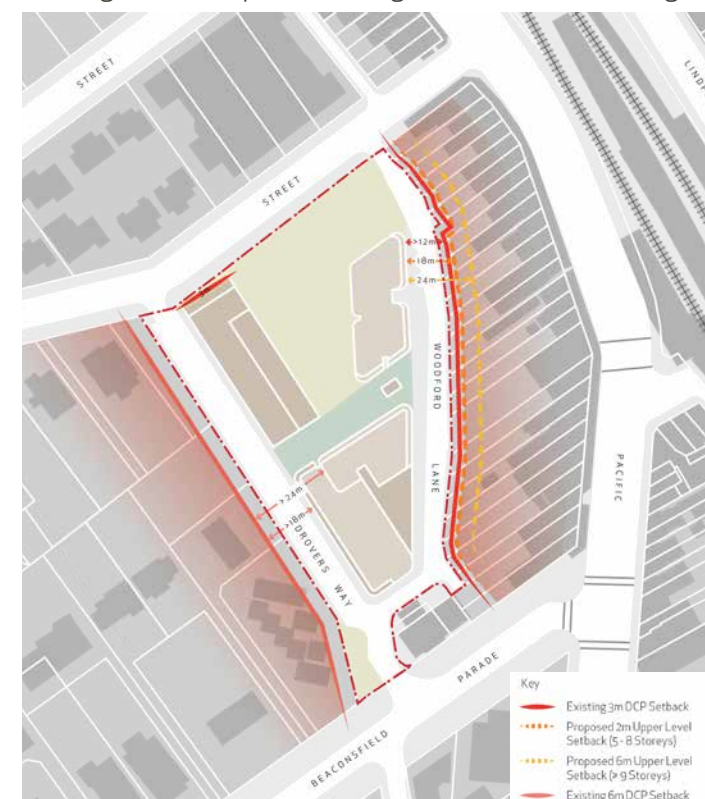 STREET
LINDF
STREET
>12m
18m
24m
WOODFORD
LANE
PACIFIC
>24m
>18m
DROVERS WAY
PARADE
BEACONSFIELD
Key
Existing 3m DCP Setback
Proposed 2m Upper Level
Setback (5 - 8 Storeys)
Proposed 6m Upper Level
Setback (> 9 Storeys)
Existing 6m DCP Setback